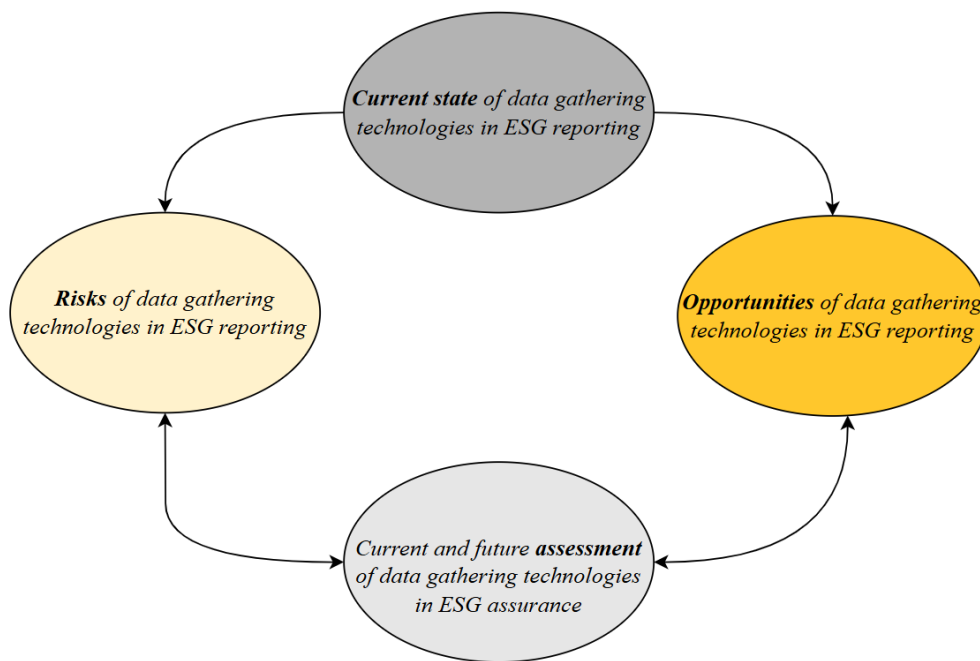 Current state of data gathering
technologies in ESG reporting
Risks of data gathering
technologies in ESG reporting
Opportunities of data gathering
technologies in ESG reporting
Current and future assessment
of data gathering technologies
in ESG assurance